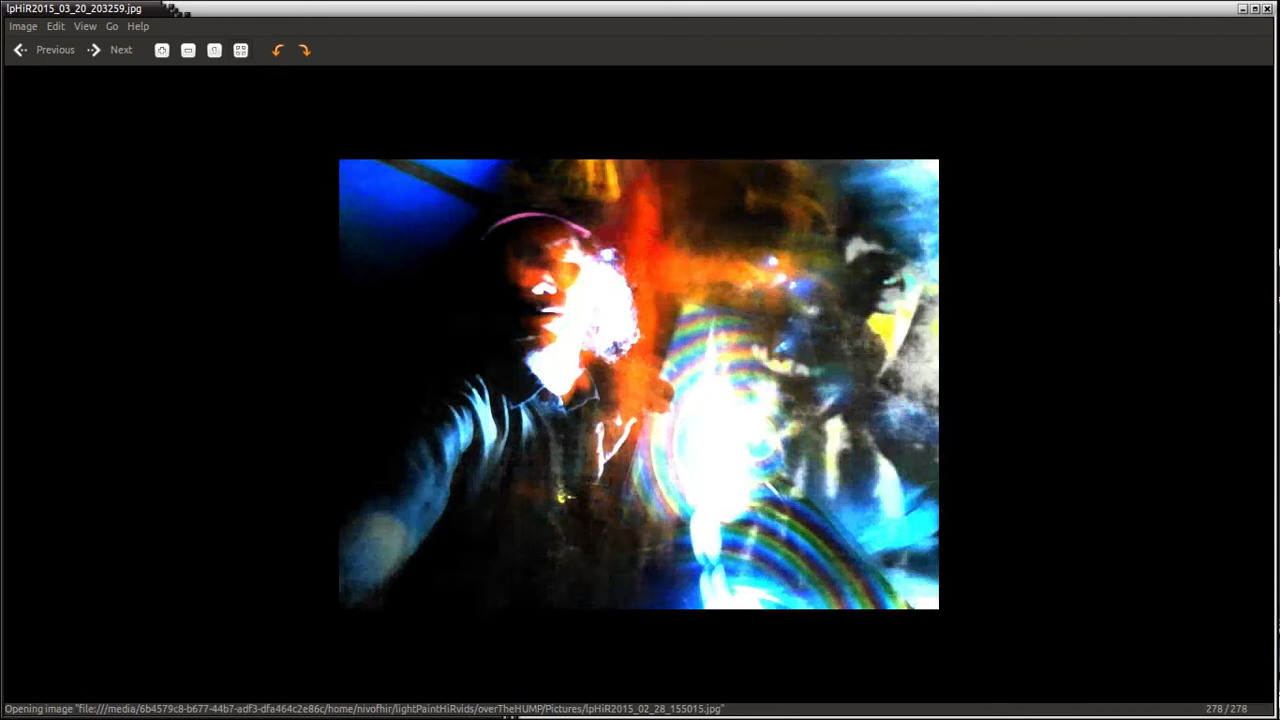 lpHiR2015_03_20_203259.jpg
Image Edit View Go Help
Previous Next
Opening image "file:///media/6b4579c8-b677-44b7-adf3-dfa464c2e86c/home/nivofhir/lightPaintHiRvids/overTheHUMP/Pictures/lpHiR2015_02_28_155015.jpg"
278 / 278